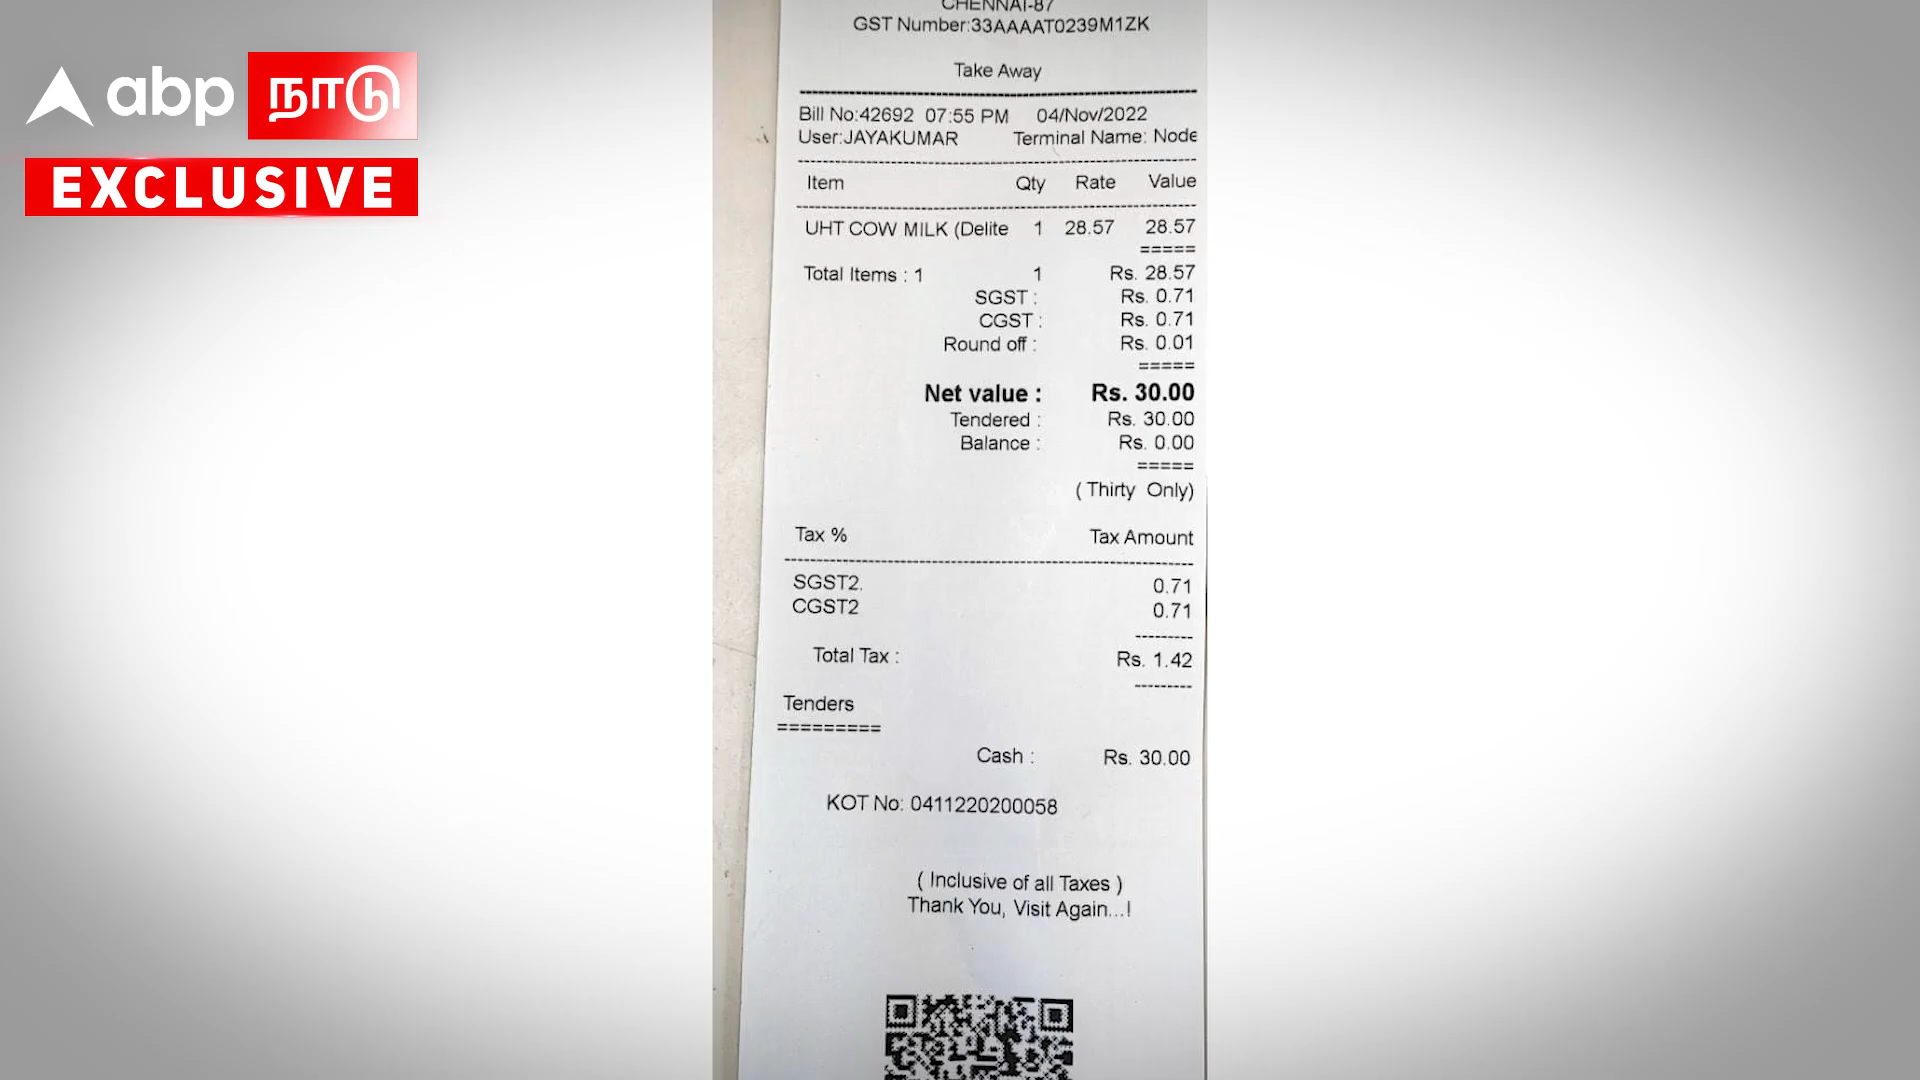 abp நாடு
EXCLUSIVE
CHENNAI-87
GST Number:33AAAAT0239M1ZK
Take Away
Bill No:42692 07:55 PM 04/Nov/2022
User:JAYAKUMAR Terminal Name: Node
Item Qty Rate Value
UHT COW MILK (Delite 1 28.57 28.57
=====
Total Items : 1 1 Rs. 28.57
SGST : Rs. 0.71
CGST : Rs. 0.71
Round off : Rs. 0.01
=====
Net value : Rs. 30.00
Tendered : Rs. 30.00
Balance : Rs. 0.00
=====
( Thirty Only)
Tax % Tax Amount
SGST2. 0.71
CGST2 0.71
Total Tax : Rs. 1.42
Tenders
=========
Cash : Rs. 30.00
KOT No: 0411220200058
( Inclusive of all Taxes )
Thank You, Visit Again...!